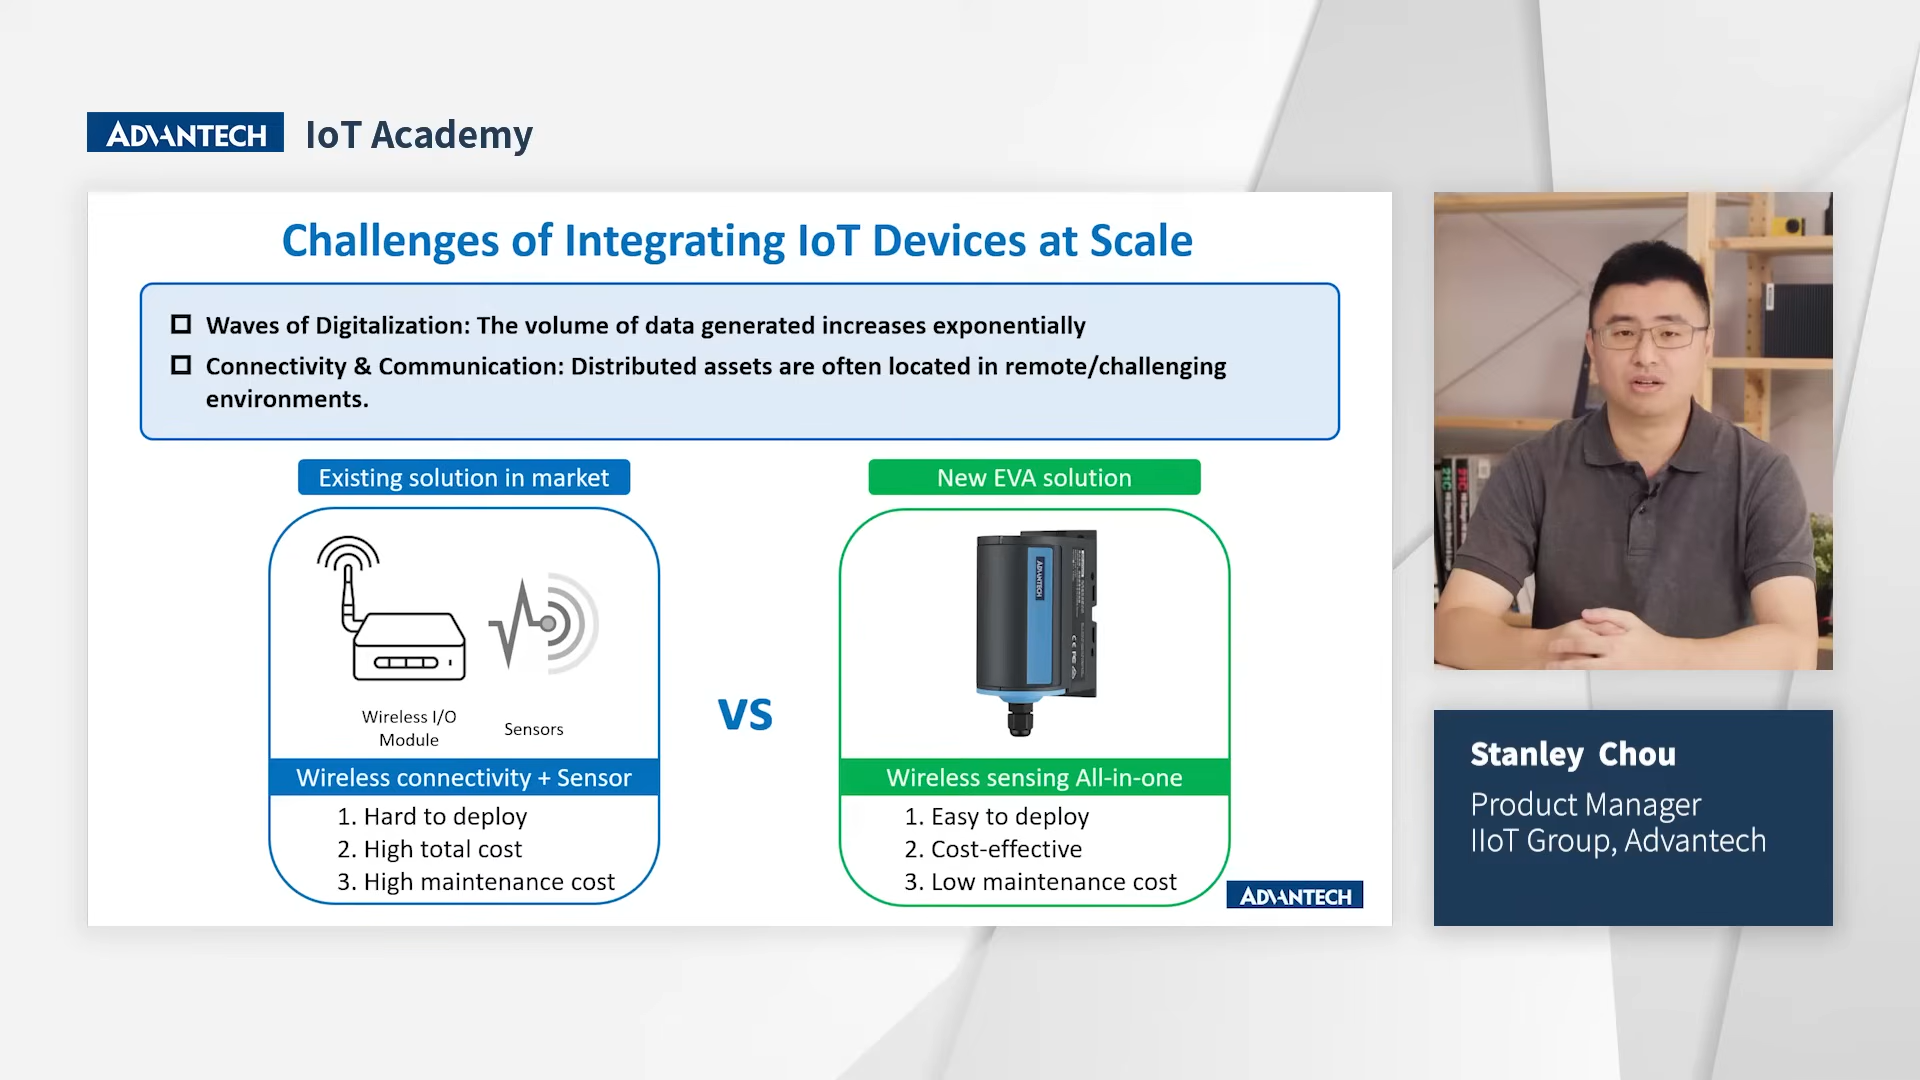 ADVANTECH IoT Academy
Challenges of Integrating IoT Devices at Scale
Waves of Digitalization: The volume of data generated increases exponentially
Connectivity & Communication: Distributed assets are often located in remote/challenging
environments.
Existing solution in market
Wireless I/O
Module
Sensors
Wireless connectivity + Sensor
1. Hard to deploy
2. High total cost
3. High maintenance cost
VS
New EVA solution
ADVANTECH
Wireless sensing All-in-one
1. Easy to deploy
2. Cost-effective
3. Low maintenance cost
ADVANTECH
Stanley Chou
Product Manager
IIoT Group, Advantech